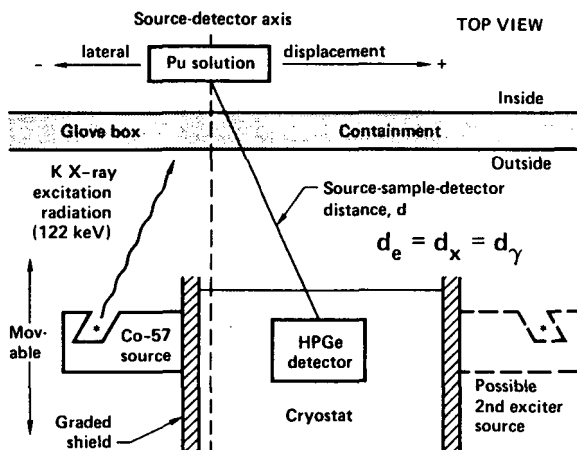 Source-detector axis
TOP VIEW
- lateral
displacement +
Pu solution
Inside
Glove box
Containment
Outside
K X-ray
excitation
radiation
(122 keV)
Source-sample-detector
distance, d
d_e = d_x = d_γ
Mov-
able
* Co-57
source
HPGe
detector
*
Possible
2nd exciter
source
Graded
shield
Cryostat